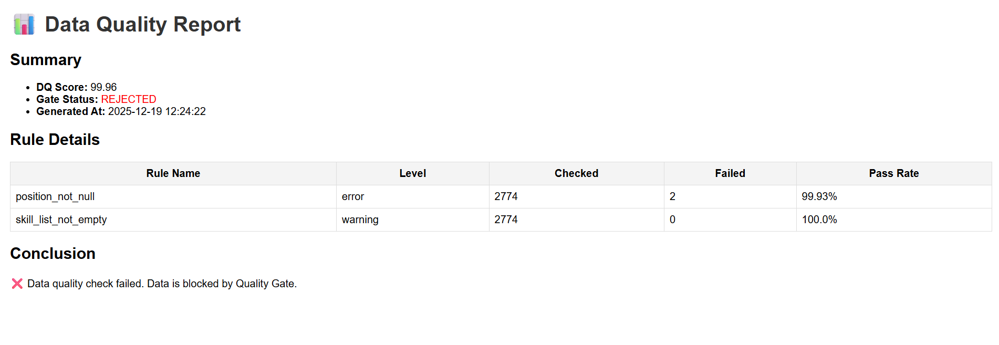 Data Quality Report
Summary
• DQ Score: 99.96
• Gate Status: REJECTED
• Generated At: 2025-12-19 12:24:22
Rule Details
Rule Name Level Checked Failed Pass Rate
position_not_null error 2774 2 99.93%
skill_list_not_empty warning 2774 0 100.0%
Conclusion
❌ Data quality check failed. Data is blocked by Quality Gate.